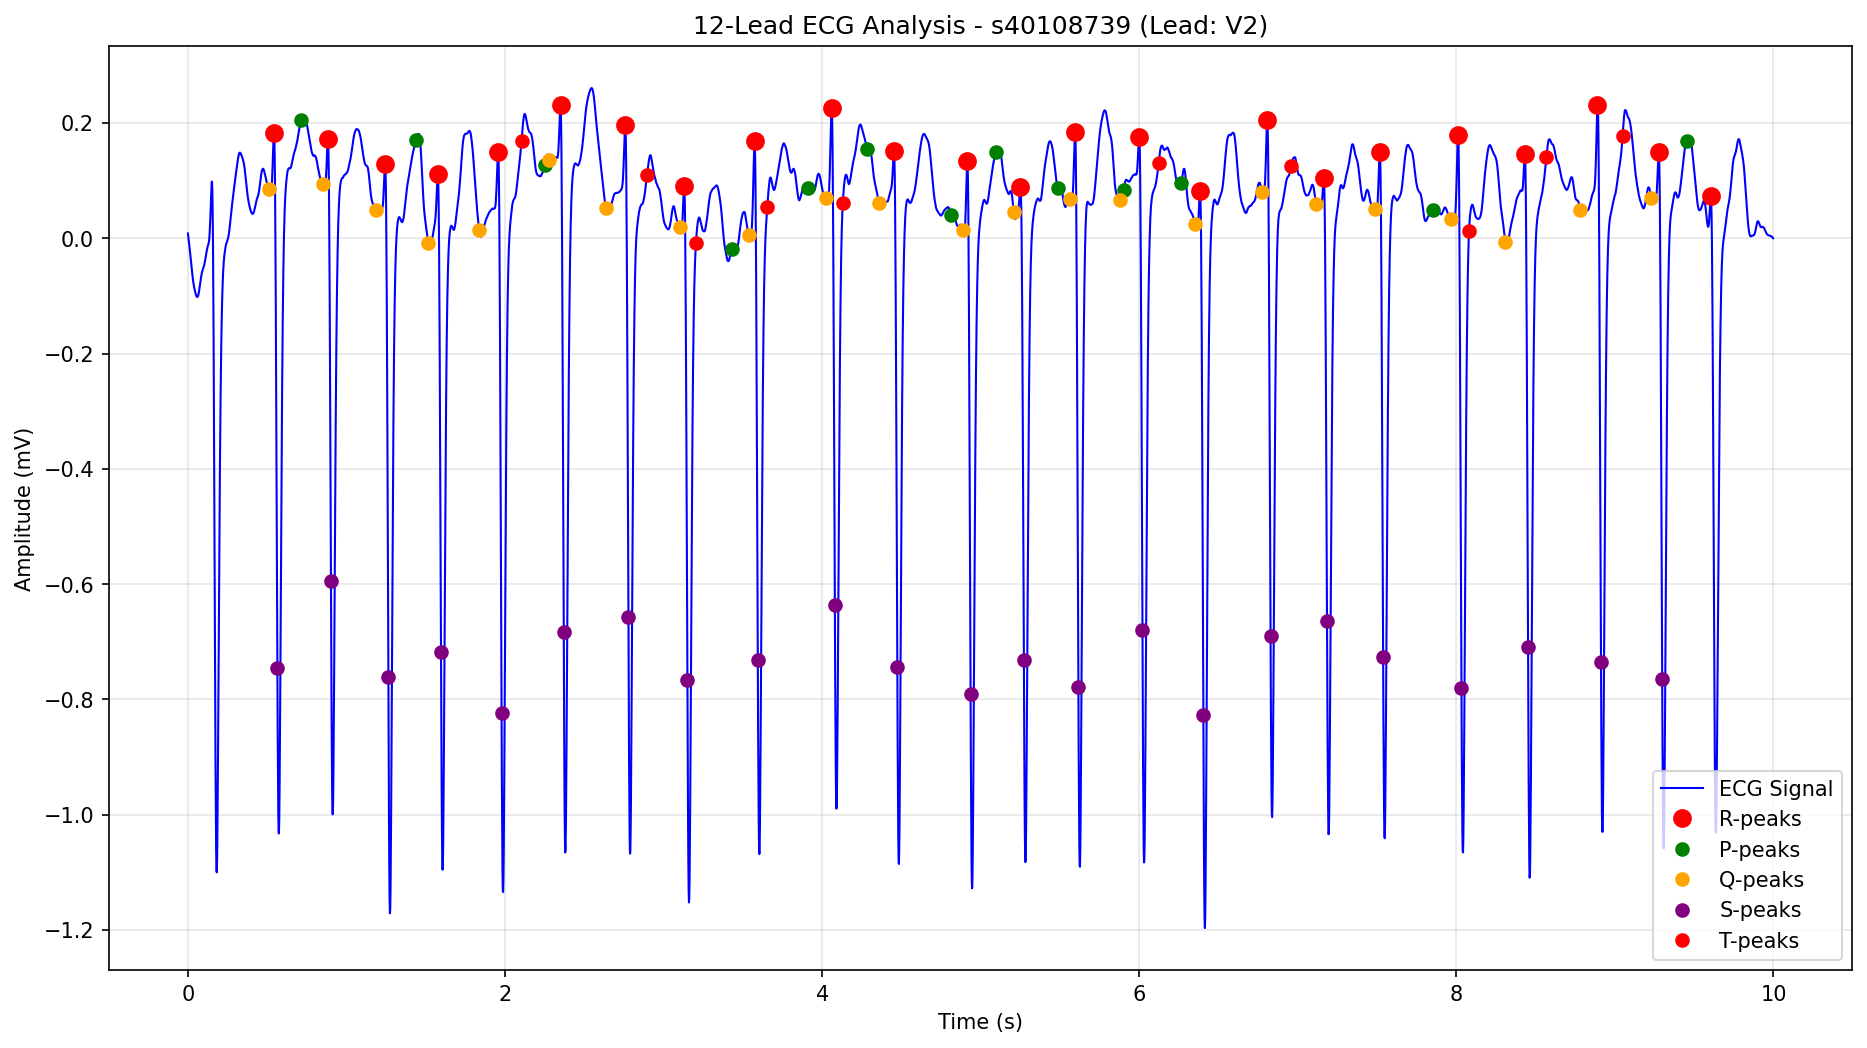 12-Lead ECG Analysis - s40108739 (Lead: V2)
0.2
0.0
−0.2
−0.4
−0.6
−0.8
−1.0
−1.2
Amplitude (mV)
0 2 4 6 8 10
Time (s)
ECG Signal
R-peaks
P-peaks
Q-peaks
S-peaks
T-peaks